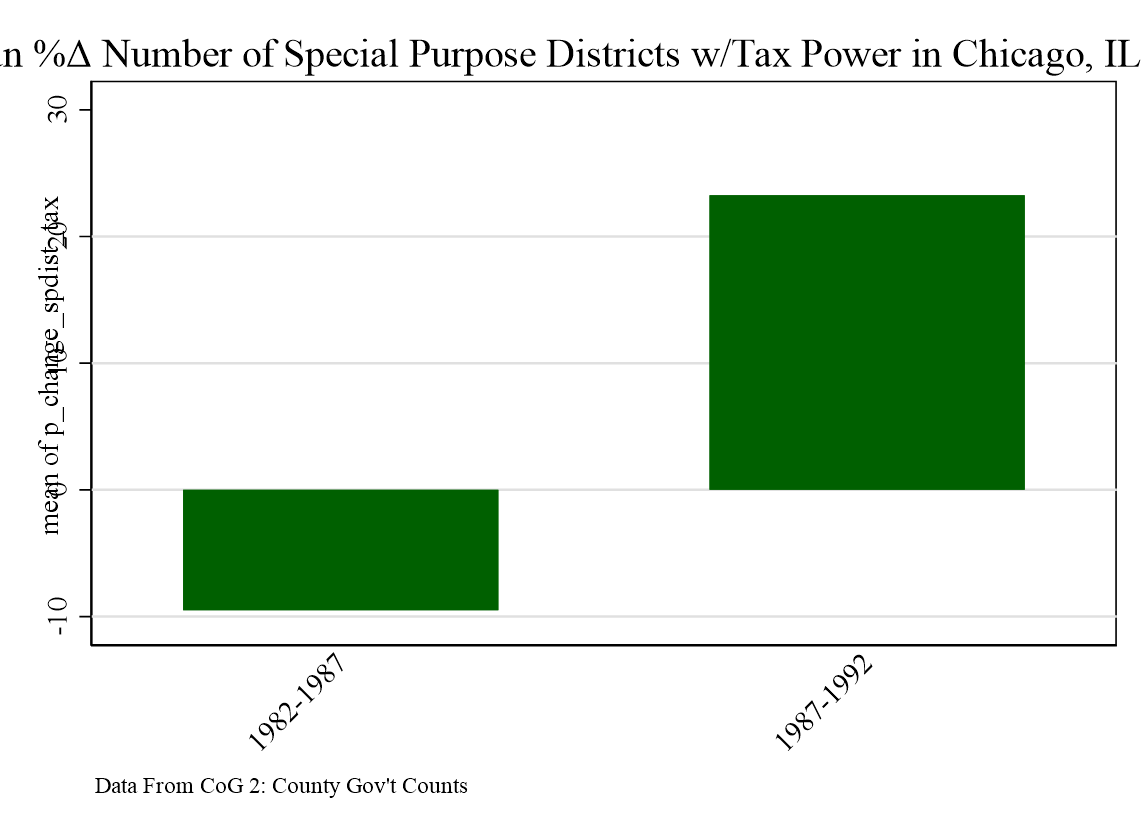 n %Δ Number of Special Purpose Districts w/Tax Power in Chicago, IL
mean of p_change_spdist_tax
30
20
10
0
-10
1982-1987
1987-1992
Data From CoG 2: County Gov't Counts